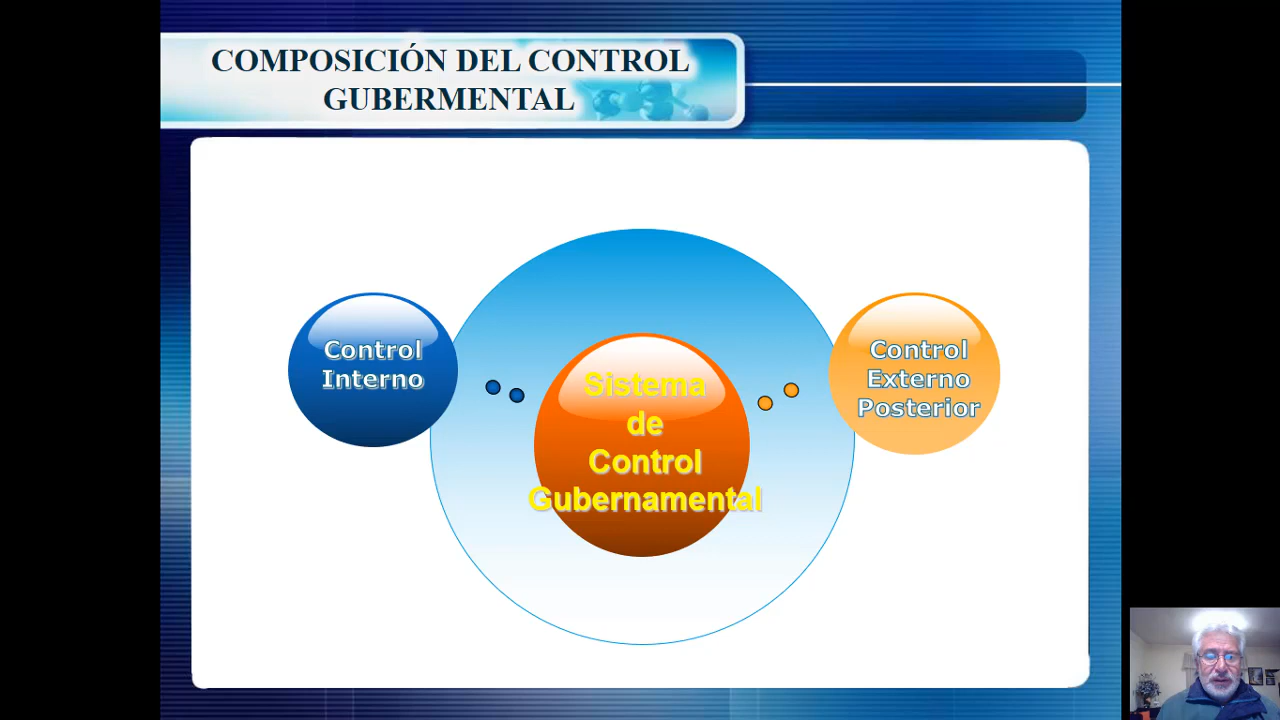 COMPOSICIÓN DEL CONTROL
GUBERMENTAL
Control
Interno
Sistema
de
Control
Gubernamental
Control
Externo
Posterior